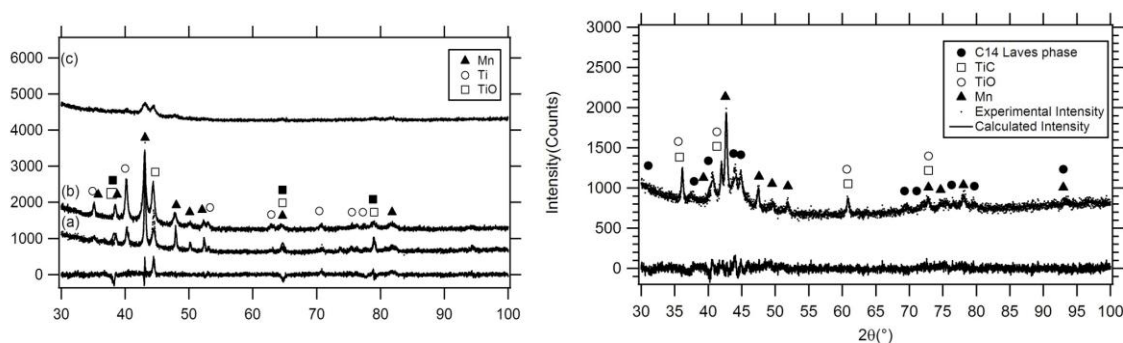 6000
5000
4000
3000
2000
1000
0
(c)
(b)
(a)
Mn
Ti
TiO
30 40 50 60 70 80 90 100
Intensity(Counts)
3000
2500
2000
1500
1000
500
0
C14 Laves phase
TiC
TiO
Mn
Experimental Intensity
Calculated Intensity
30 35 40 45 50 55 60 65 70 75 80 85 90 95 100
2θ(°)